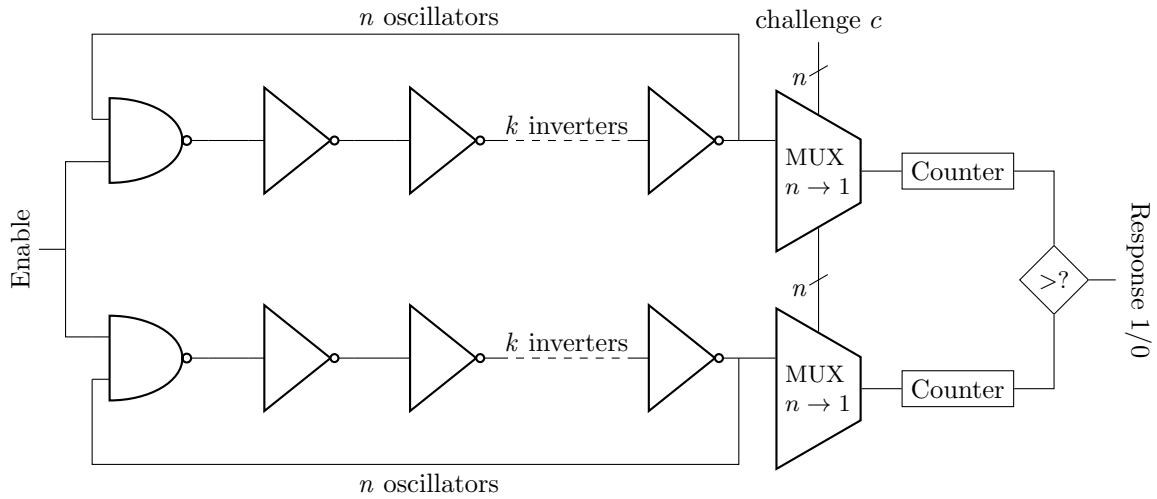 n oscillators
challenge c
n
k inverters
MUX
n → 1
Counter
Enable
n
>?
Response 1/0
k inverters
MUX
n → 1
Counter
n oscillators